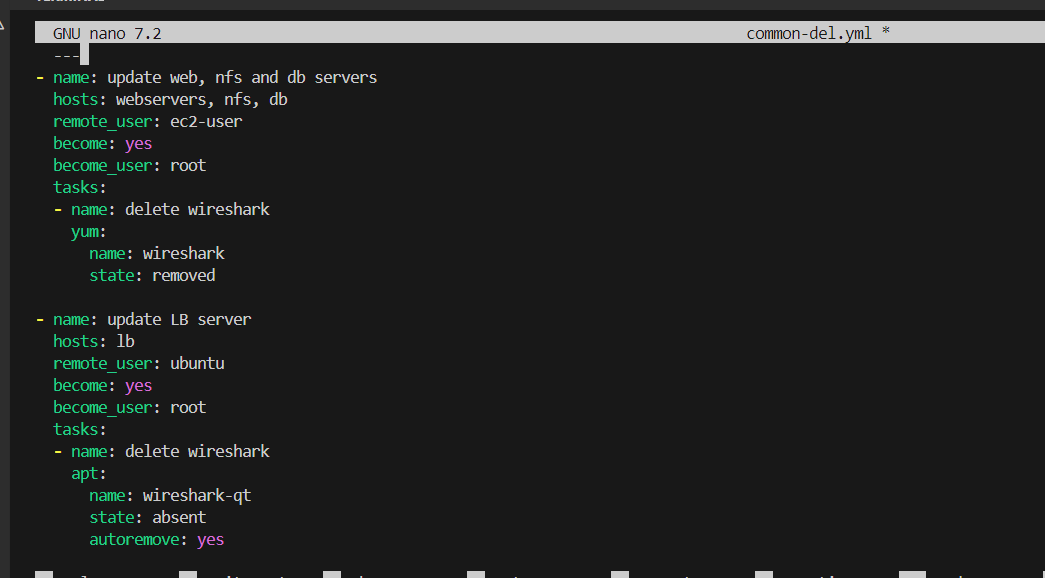 GNU nano 7.2 common-del.yml *
  ---
- name: update web, nfs and db servers
  hosts: webservers, nfs, db
  remote_user: ec2-user
  become: yes
  become_user: root
  tasks:
  - name: delete wireshark
    yum:
      name: wireshark
      state: removed

- name: update LB server
  hosts: lb
  remote_user: ubuntu
  become: yes
  become_user: root
  tasks:
  - name: delete wireshark
    apt:
      name: wireshark-qt
      state: absent
      autoremove: yes